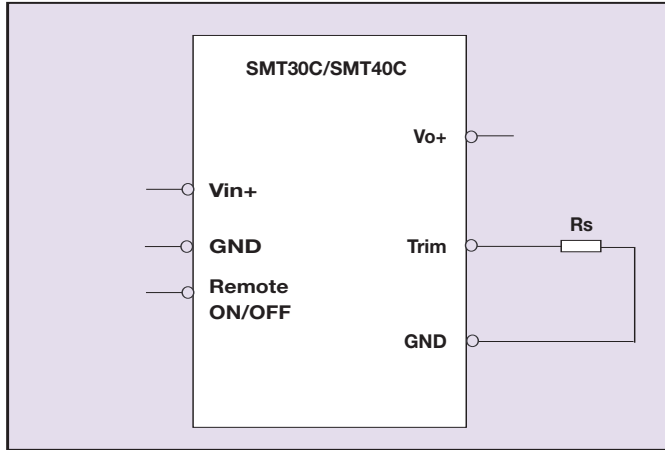 SMT30C/SMT40C
Vo+
Vin+
Rs
GND
Trim
Remote
ON/OFF
GND